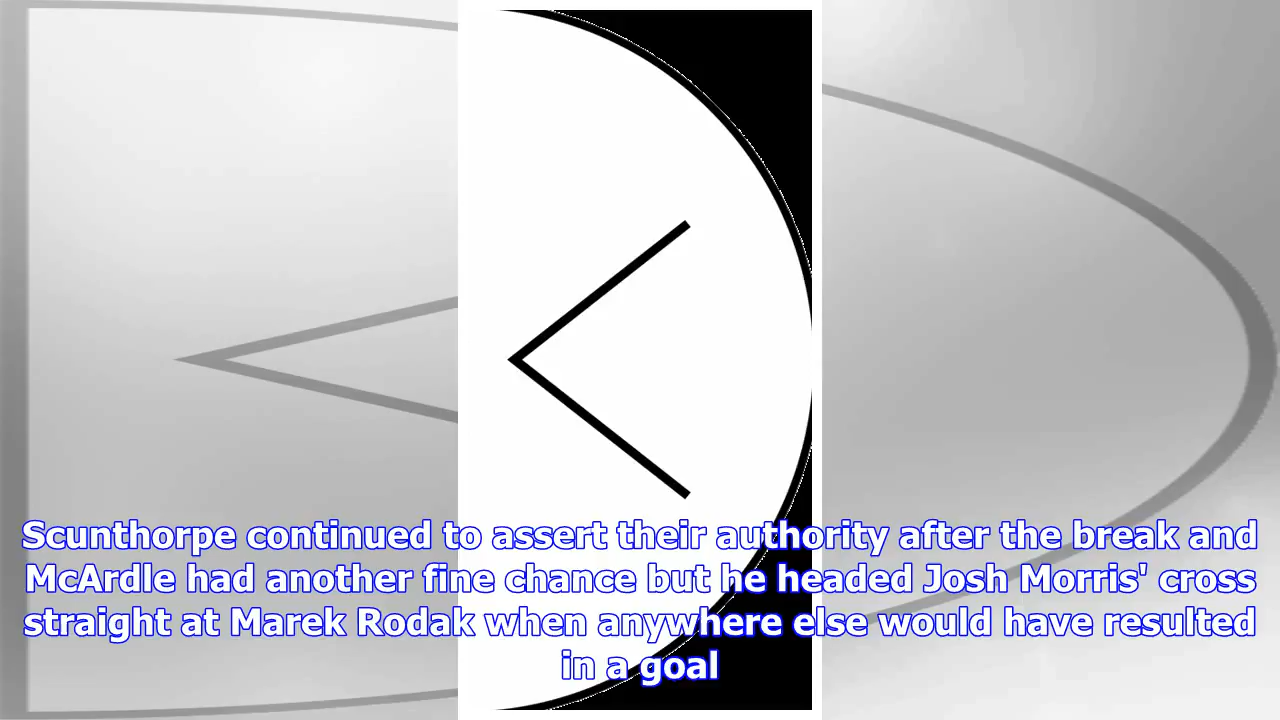 Scunthorpe continued to assert their authority after the break and
McArdle had another fine chance but he headed Josh Morris' cross
straight at Marek Rodak when anywhere else would have resulted
in a goal